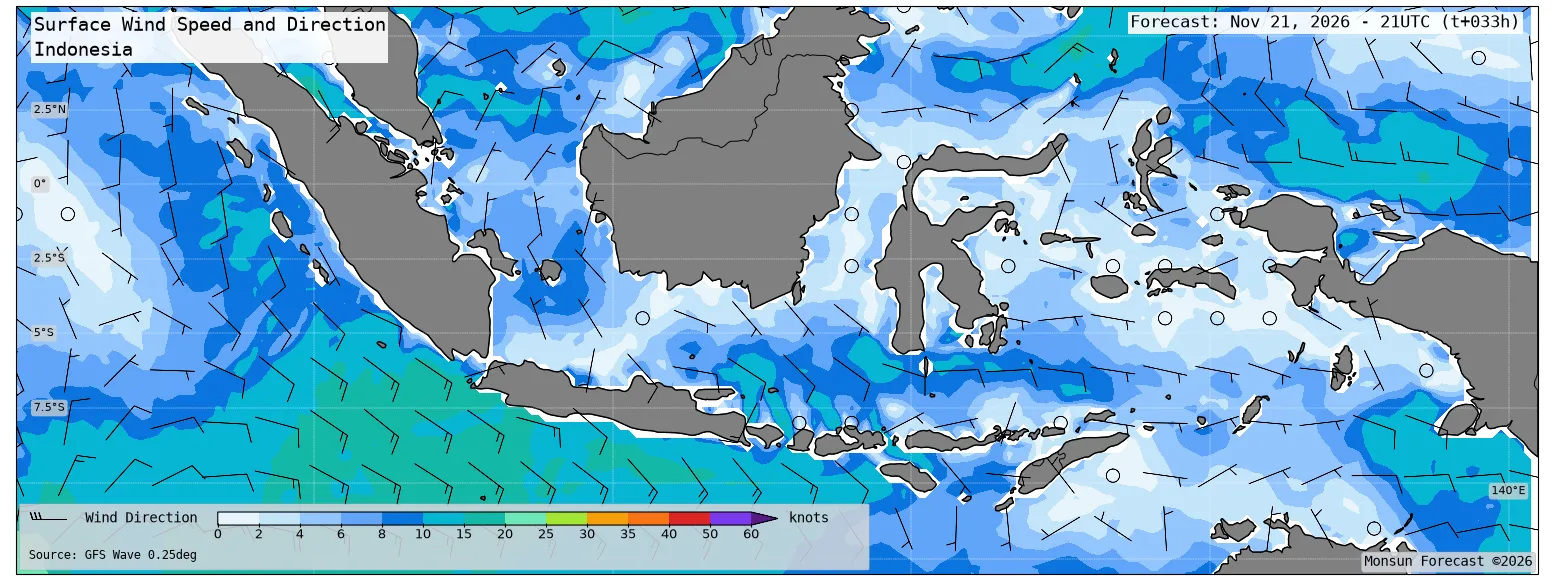 Surface Wind Speed and Direction
Indonesia
Forecast: Nov 21, 2026 - 21UTC (t+033h)
2.5°N
0°
2.5°S
5°S
7.5°S
140°E
Wind Direction
knots
0 2 4 6 8 10 15 20 25 30 35 40 50 60
Source: GFS Wave 0.25deg
Monsun Forecast ©2026